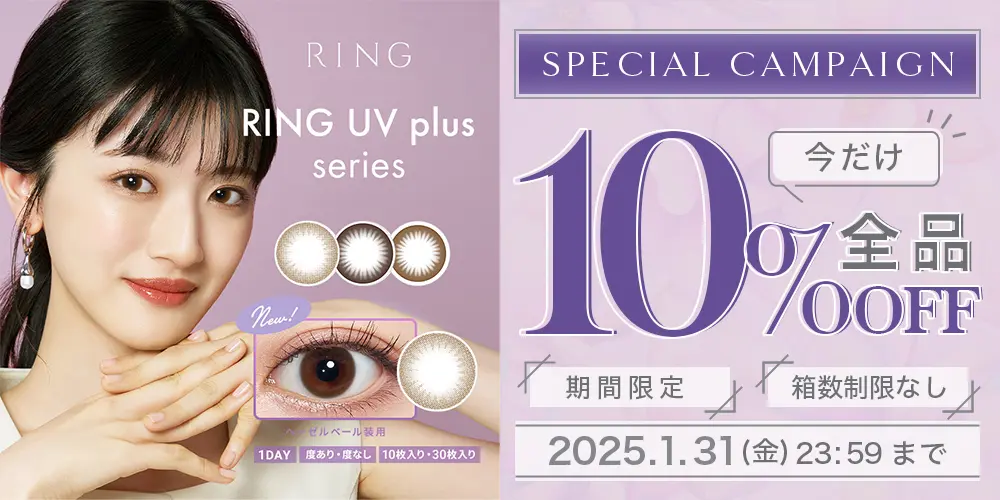 RING
RING UV plus
series
New!
ヘーゼルベール装用
1DAY 度あり・度なし 10枚入り・30枚入り
SPECIAL CAMPAIGN
今だけ
10%OFF
全品
期間限定
箱数制限なし
2025.1.31(金)23:59まで